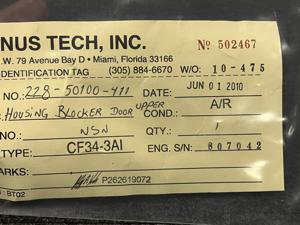 NUS TECH, INC.
.W. 79 Avenue Bay D • Miami, Florida 33166
№ 502467
IDENTIFICATION TAG (305) 884-6670 W/O: 10-475
JUN 01 2010
NO.: 228-50100-411 DATE:
HOUSING BLOCKER DOOR UPPER COND.: A/R
NSN QTY.: 1
TYPE: CF34-3A1 ENG. S/N: 807042
ARKS: P262619072
: BT02